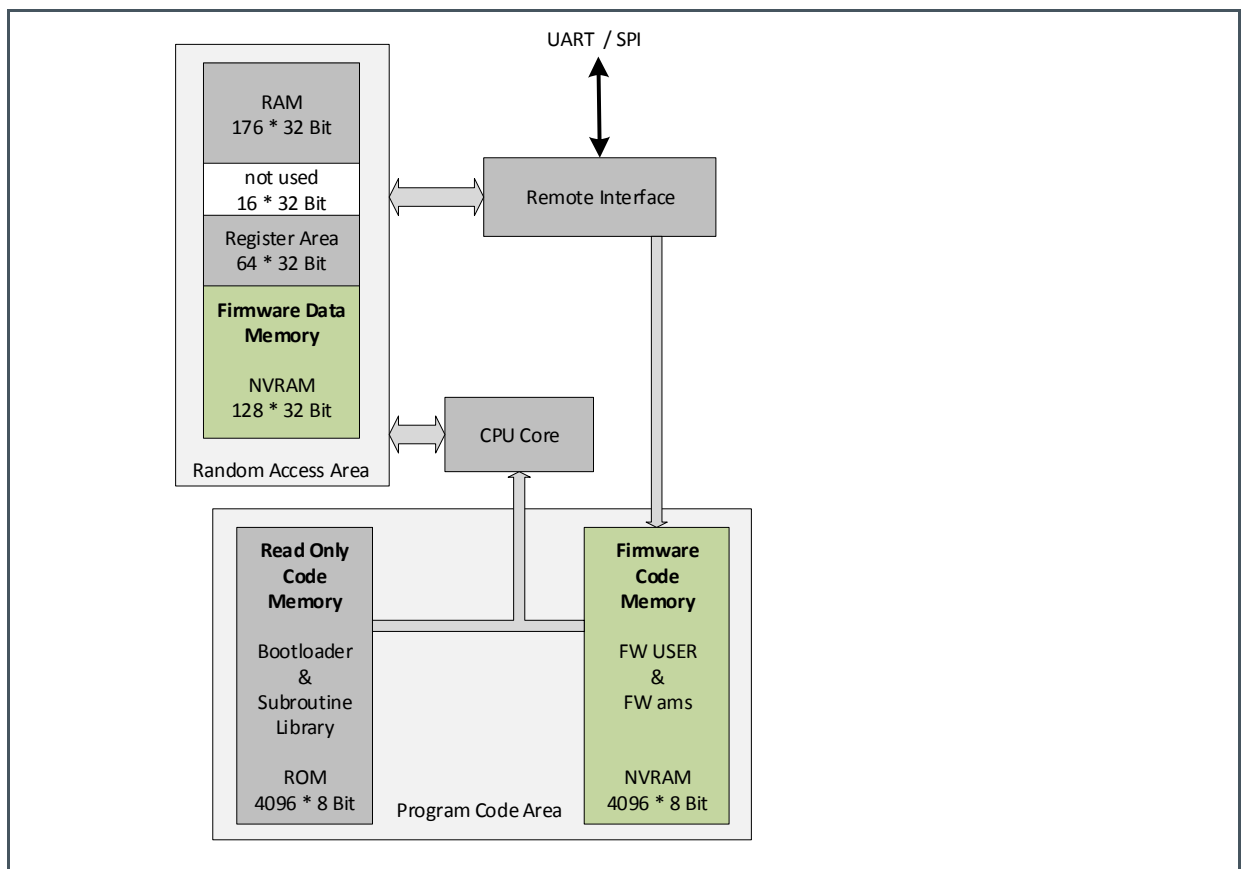 UART / SPI
RAM
176 * 32 Bit
not used
16 * 32 Bit
Register Area
64 * 32 Bit
Firmware Data
Memory
NVRAM
128 * 32 Bit
Random Access Area
Remote Interface
CPU Core
Read Only
Code
Memory
Bootloader
&
Subroutine
Library
ROM
4096 * 8 Bit
Program Code Area
Firmware
Code
Memory
FW USER
&
FW ams
NVRAM
4096 * 8 Bit